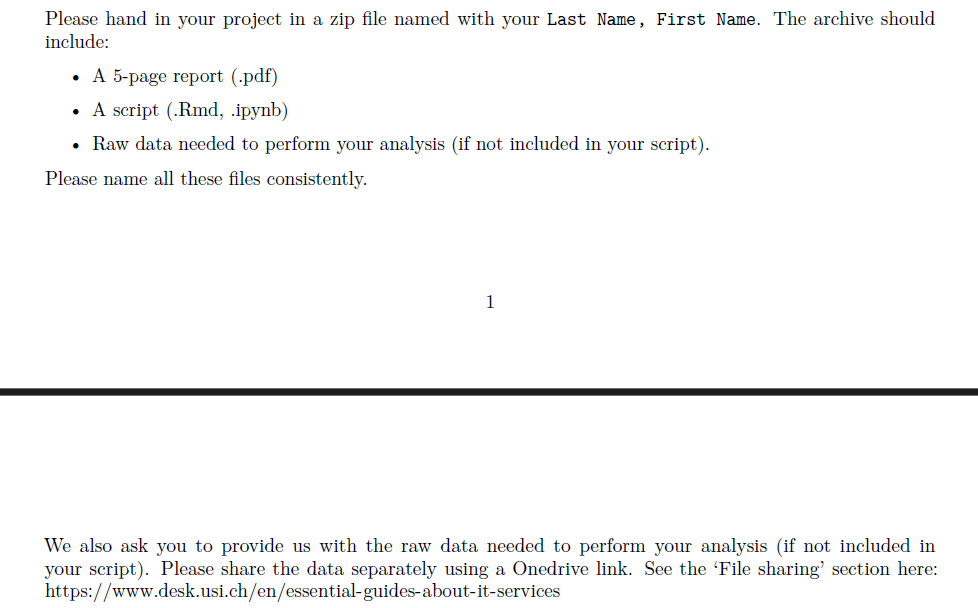 Please hand in your project in a zip file named with your Last Name, First Name. The archive should
include:
• A 5-page report (.pdf)
• A script (.Rmd, .ipynb)
• Raw data needed to perform your analysis (if not included in your script).
Please name all these files consistently.
1
We also ask you to provide us with the raw data needed to perform your analysis (if not included in
your script). Please share the data separately using a Onedrive link. See the ‘File sharing’ section here:
https://www.desk.usi.ch/en/essential-guides-about-it-services